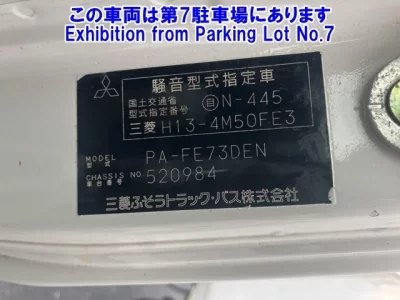 この車両は第7駐車場にあります
Exhibition from Parking Lot No.7
騒音型式指定車
国土交通省
型式指定番号 自N-445
三菱 H13-4M50FE3
MODEL
型式 PA-FE73DEN
CHASSIS NO.
車台番号 520984
三菱ふそうトラック・バス株式会社